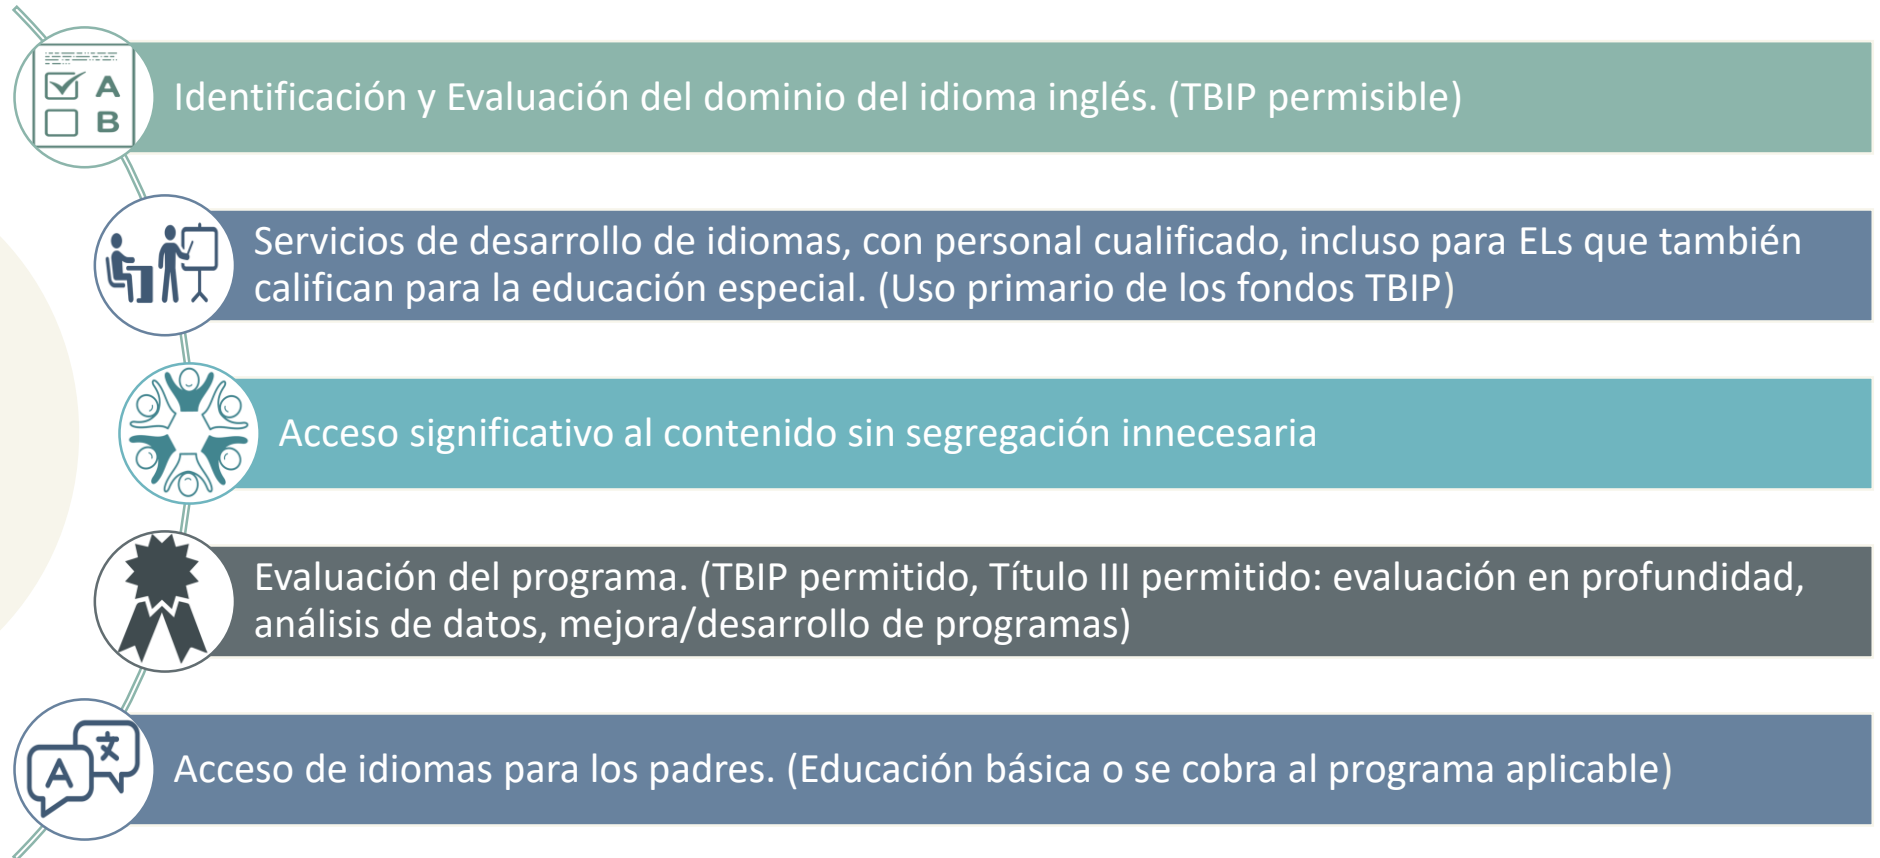 A
B
Identificación y Evaluación del dominio del idioma inglés. (TBIP permisible)
Servicios de desarrollo de idiomas, con personal cualificado, incluso para ELs que también
califican para la educación especial. (Uso primario de los fondos TBIP)
Acceso significativo al contenido sin segregación innecesaria
Evaluación del programa. (TBIP permitido, Título III permitido: evaluación en profundidad,
análisis de datos, mejora/desarrollo de programas)
A
文
Acceso de idiomas para los padres. (Educación básica o se cobra al programa aplicable)